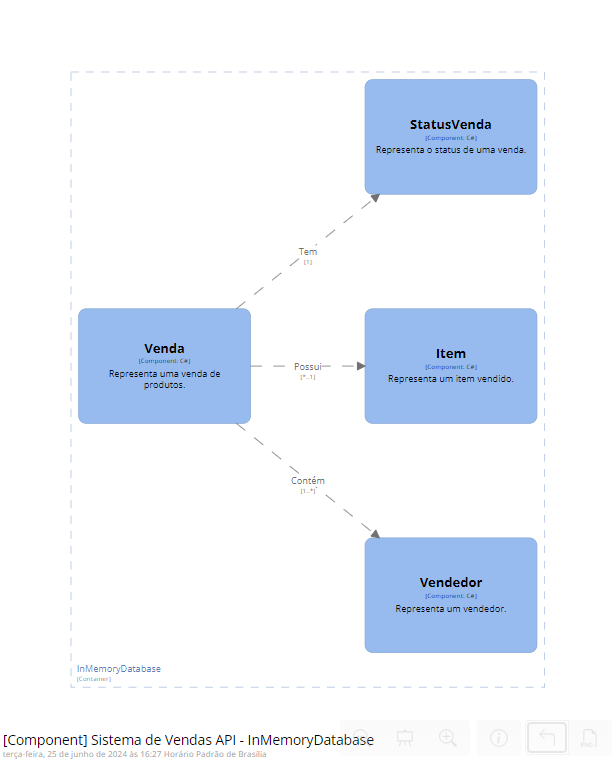 StatusVenda
[Component: C#]
Representa o status de uma venda.
Tem
[1]
Venda
[Component: C#]
Representa uma venda de
produtos.
Possui
[*..1]
Item
[Component: C#]
Representa um item vendido.
Contém
[1..*]
Vendedor
[Component: C#]
Representa um vendedor.
InMemoryDatabase
[Container]
[Component] Sistema de Vendas API - InMemoryDatabase
terça-feira, 25 de junho de 2024 às 16:27 Horário Padrão de Brasília
PNG